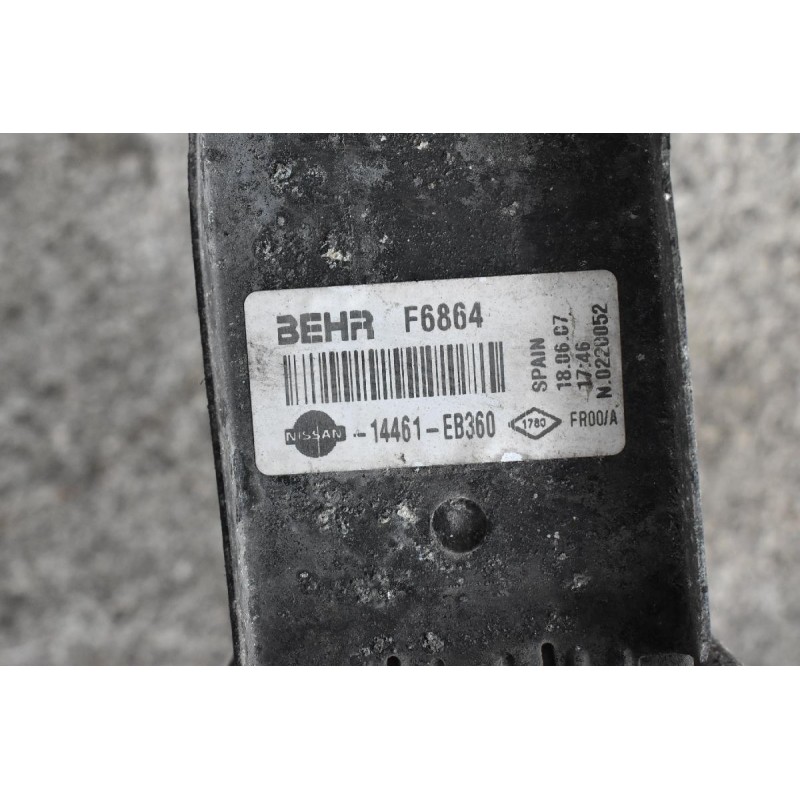 BEHR F6864
NISSAN -14461-EB360 1780 FR00/A
SPAIN
18.06.07
17:46
N.0220052